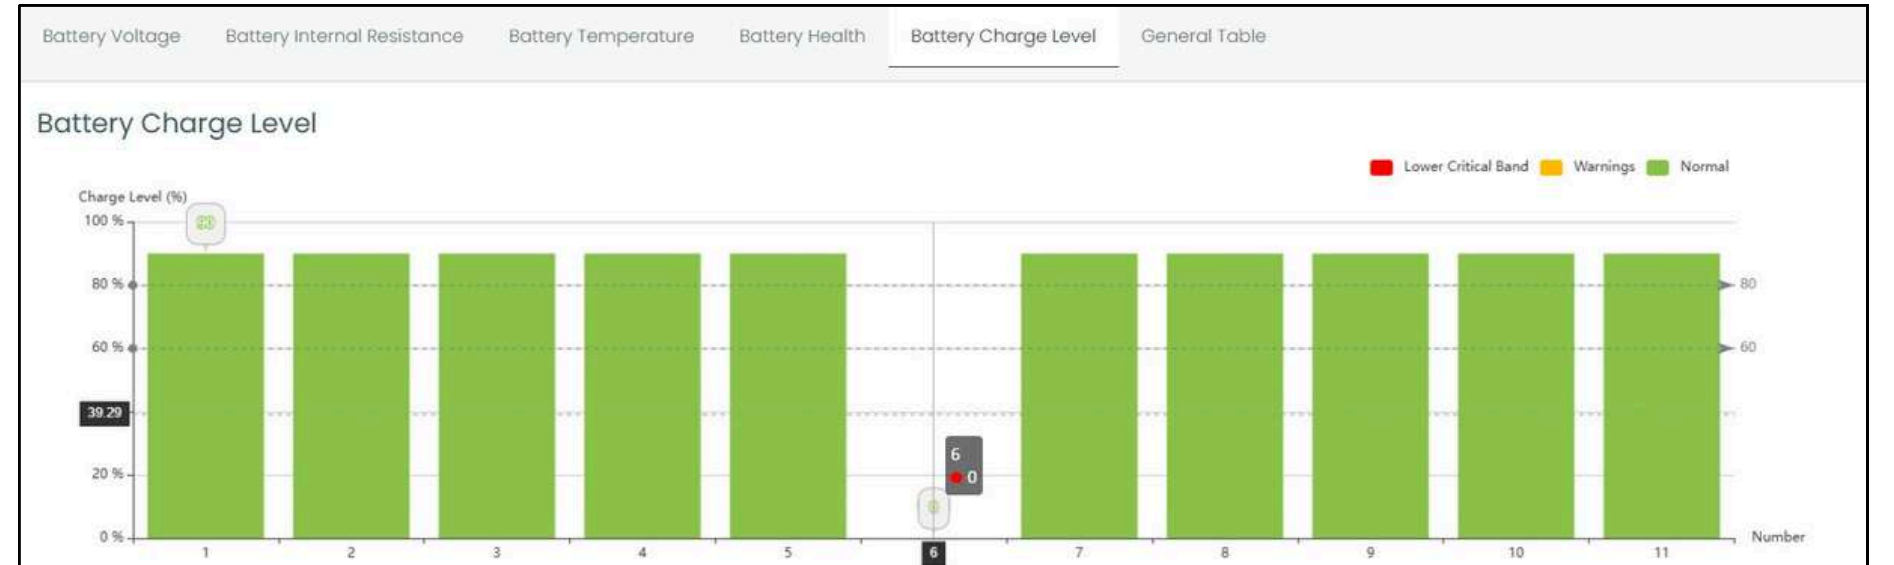 Battery Voltage Battery Internal Resistance Battery Temperature Battery Health Battery Charge Level General Table
Battery Charge Level
Lower Critical Band Warnings Normal
Charge Level (%)
100 %
80 % 80
60 % 60
39.29
6
20 % 0
0 % Number
1 2 3 4 5 6 7 8 9 10 11